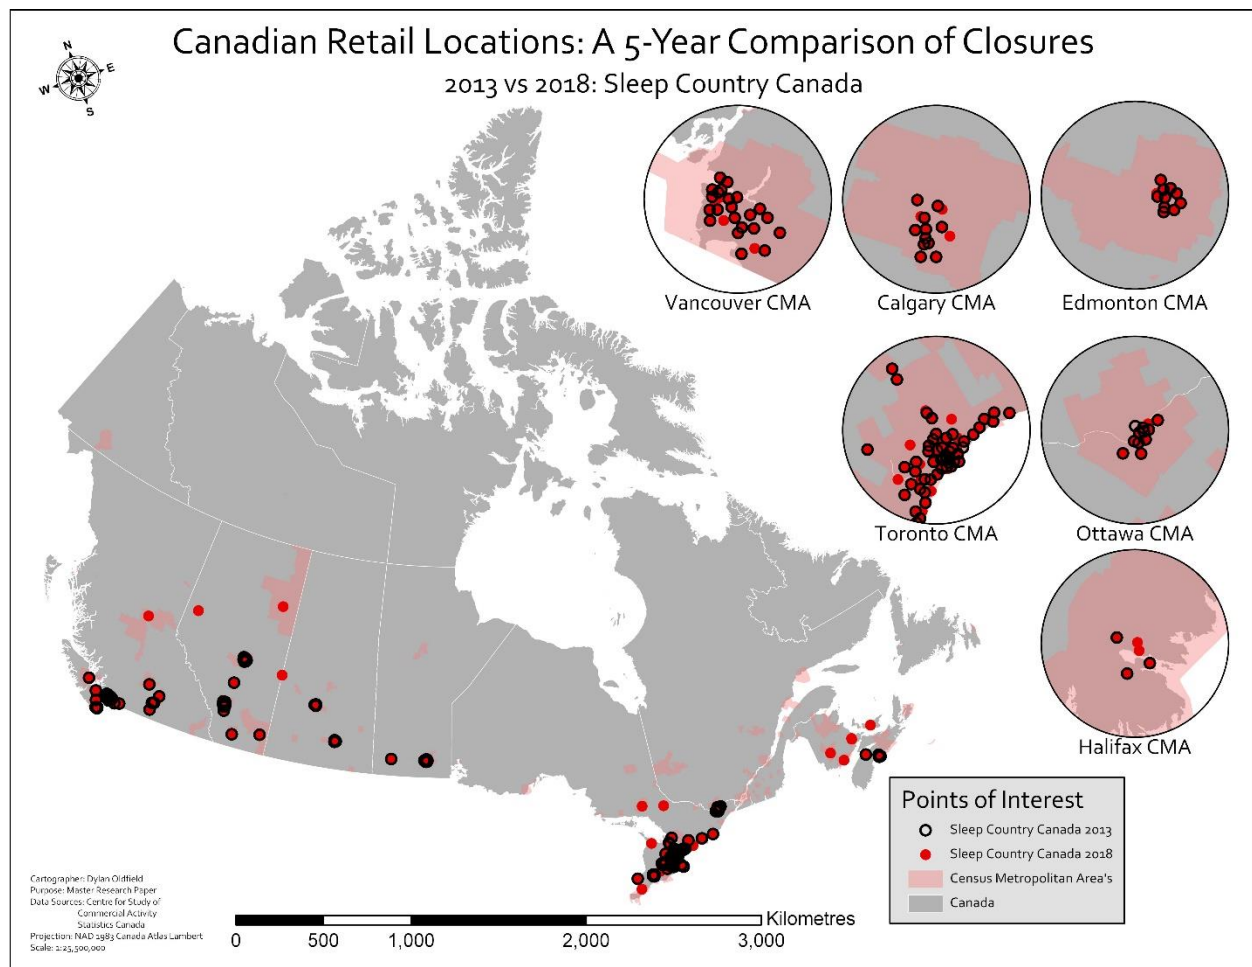 Canadian Retail Locations: A 5-Year Comparison of Closures
2013 vs 2018: Sleep Country Canada
N
E
W
S
Vancouver CMA
Calgary CMA
Edmonton CMA
Toronto CMA
Ottawa CMA
Halifax CMA
Points of Interest
Sleep Country Canada 2013
Sleep Country Canada 2018
Census Metropolitan Area's
Canada
Cartographer: Dylan Oldfield
Purpose: Master Research Paper
Data Sources: Centre for Study of
Commercial Activity
Statistics Canada
Projection: NAD 1983 Canada Atlas Lambert
Scale: 1:25,500,000
Kilometres
0 500 1,000 2,000 3,000